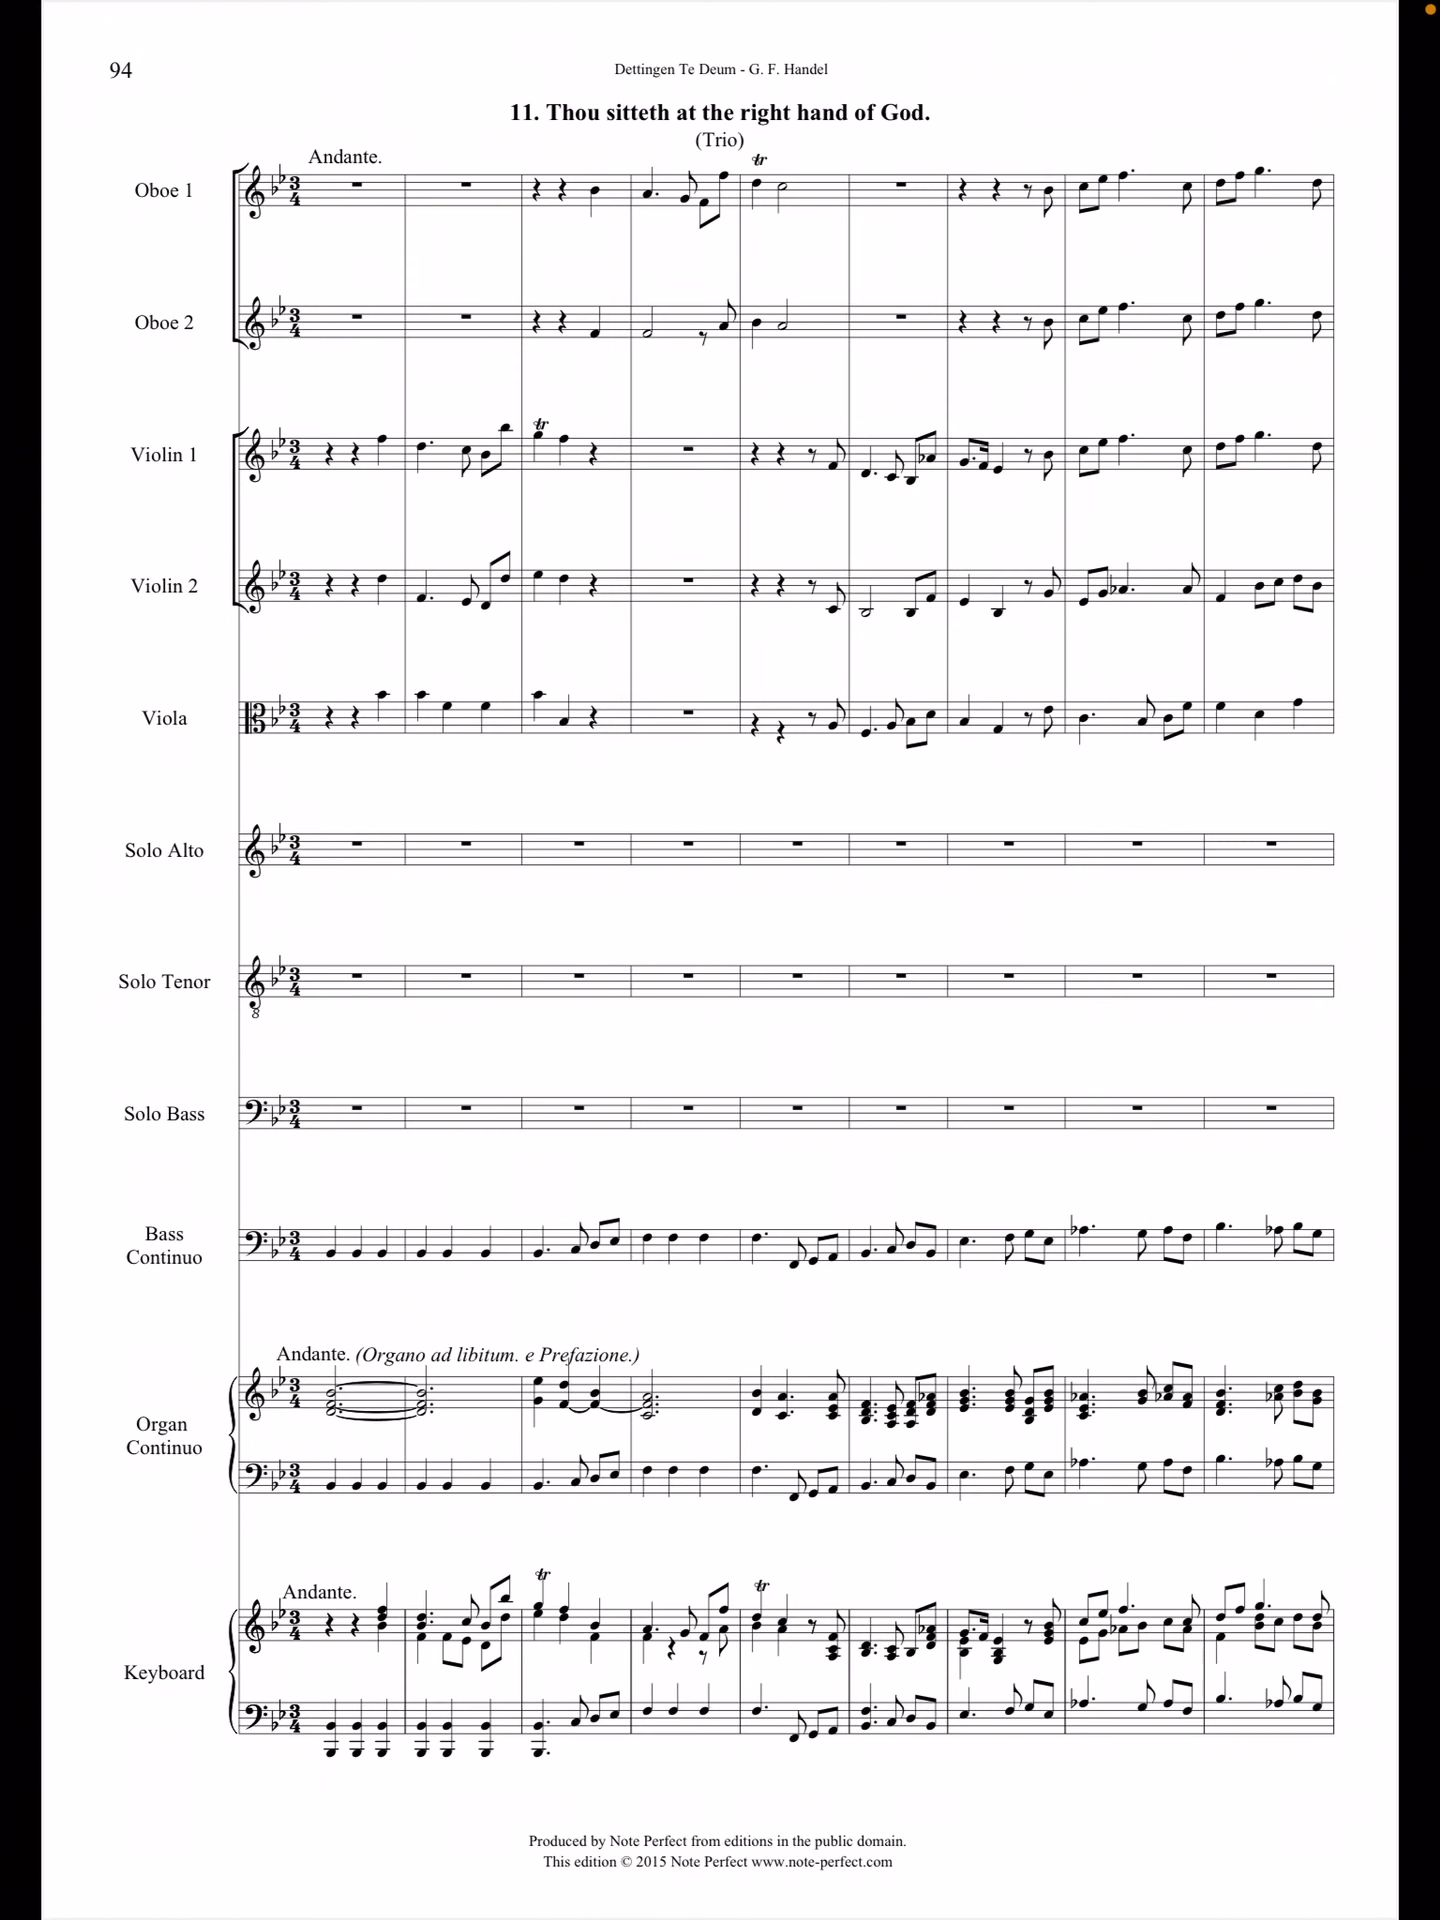 94
Dettingen Te Deum - G. F. Handel
11. Thou sitteth at the right hand of God.
(Trio)
Andante.
Oboe 1
Oboe 2
Violin 1
Violin 2
Viola
Solo Alto
Solo Tenor
Solo Bass
Bass
Continuo
Andante. (Organo ad libitum. e Prefazione.)
Organ
Continuo
Andante.
Keyboard
Produced by Note Perfect from editions in the public domain.
This edition © 2015 Note Perfect www.note-perfect.com